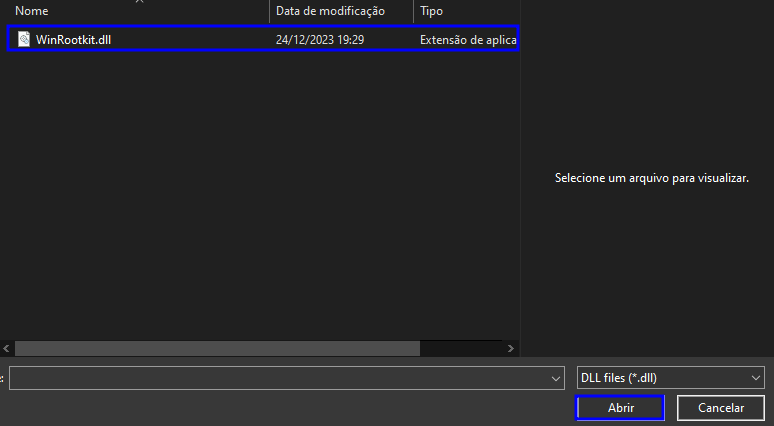 Nome Data de modificação Tipo
WinRootkit.dll 24/12/2023 19:29 Extensão de aplica
Selecione um arquivo para visualizar.
DLL files (*.dll)
Abrir Cancelar